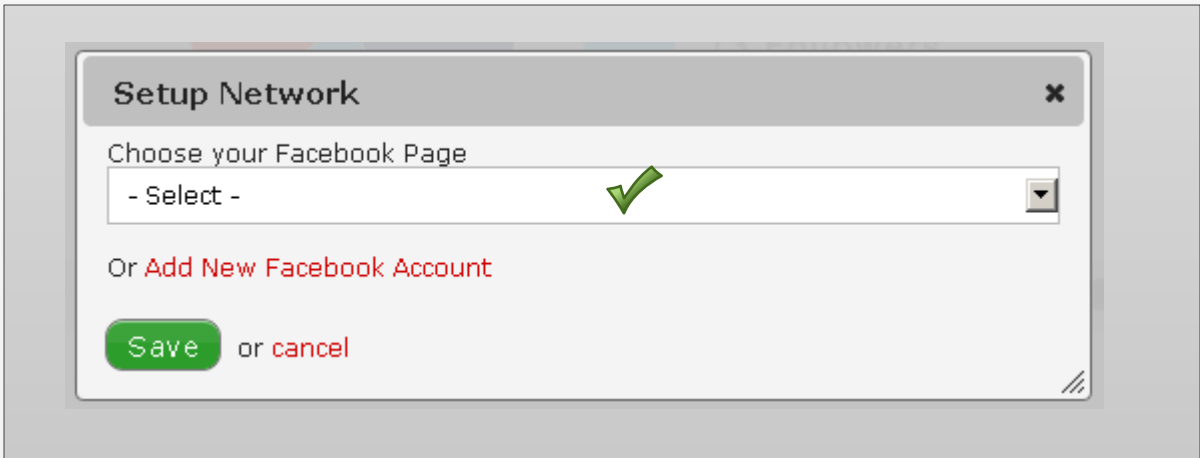 Setup Network
Choose your Facebook Page
- Select -
Or Add New Facebook Account
Save or cancel